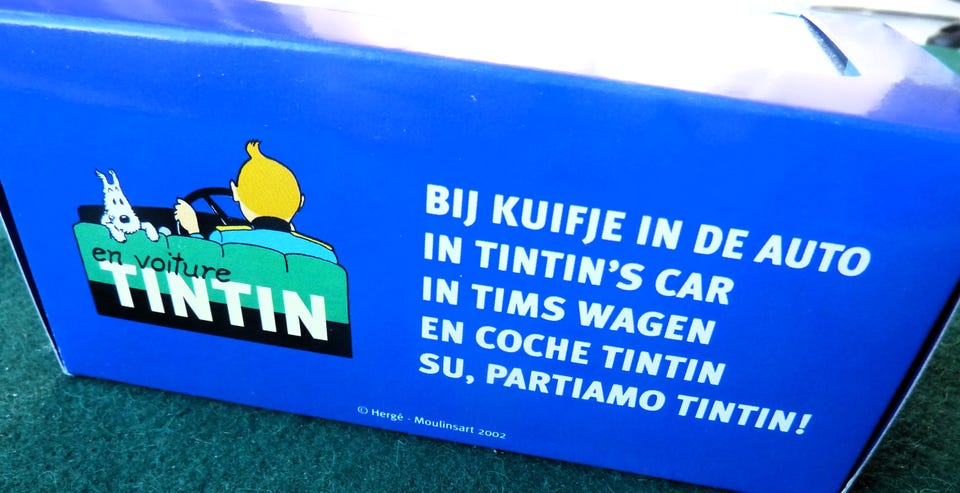 en voiture
TINTIN
BIJ KUIFJE IN DE AUTO
IN TINTIN'S CAR
IN TIMS WAGEN
EN COCHE TINTIN
SU, PARTIAMO TINTIN!
© Hergé - Moulinsart 2002